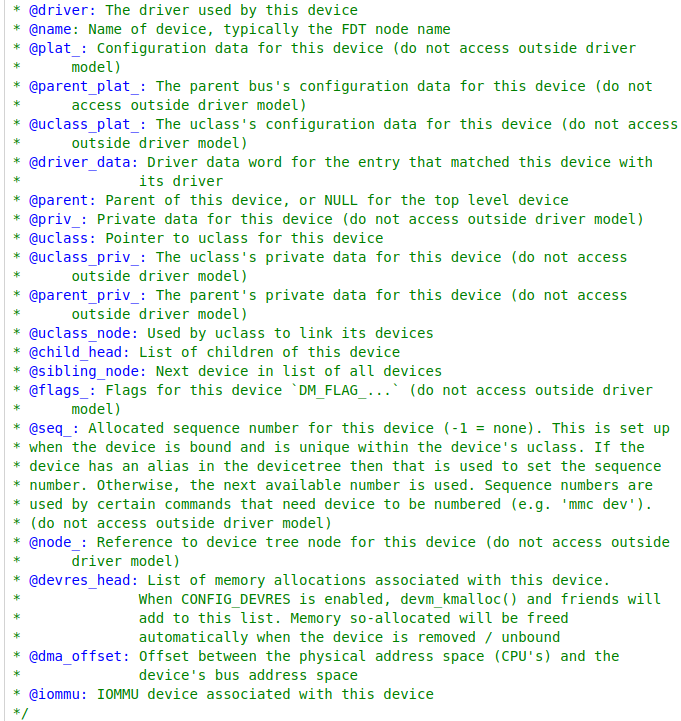 * @driver: The driver used by this device
* @name: Name of device, typically the FDT node name
* @plat_: Configuration data for this device (do not access outside driver
*      model)
* @parent_plat_: The parent bus's configuration data for this device (do not
*      access outside driver model)
* @uclass_plat_: The uclass's configuration data for this device (do not access
*      outside driver model)
* @driver_data: Driver data word for the entry that matched this device with
*              its driver
* @parent: Parent of this device, or NULL for the top level device
* @priv_: Private data for this device (do not access outside driver model)
* @uclass: Pointer to uclass for this device
* @uclass_priv_: The uclass's private data for this device (do not access
*      outside driver model)
* @parent_priv_: The parent's private data for this device (do not access
*      outside driver model)
* @uclass_node: Used by uclass to link its devices
* @child_head: List of children of this device
* @sibling_node: Next device in list of all devices
* @flags_: Flags for this device `DM_FLAG_...` (do not access outside driver
*      model)
* @seq_: Allocated sequence number for this device (-1 = none). This is set up
* when the device is bound and is unique within the device's uclass. If the
* device has an alias in the devicetree then that is used to set the sequence
* number. Otherwise, the next available number is used. Sequence numbers are
* used by certain commands that need device to be numbered (e.g. 'mmc dev').
* (do not access outside driver model)
* @node_: Reference to device tree node for this device (do not access outside
*      driver model)
* @devres_head: List of memory allocations associated with this device.
*              When CONFIG_DEVRES is enabled, devm_kmalloc() and friends will
*              add to this list. Memory so-allocated will be freed
*              automatically when the device is removed / unbound
* @dma_offset: Offset between the physical address space (CPU's) and the
*              device's bus address space
* @iommu: IOMMU device associated with this device
*/